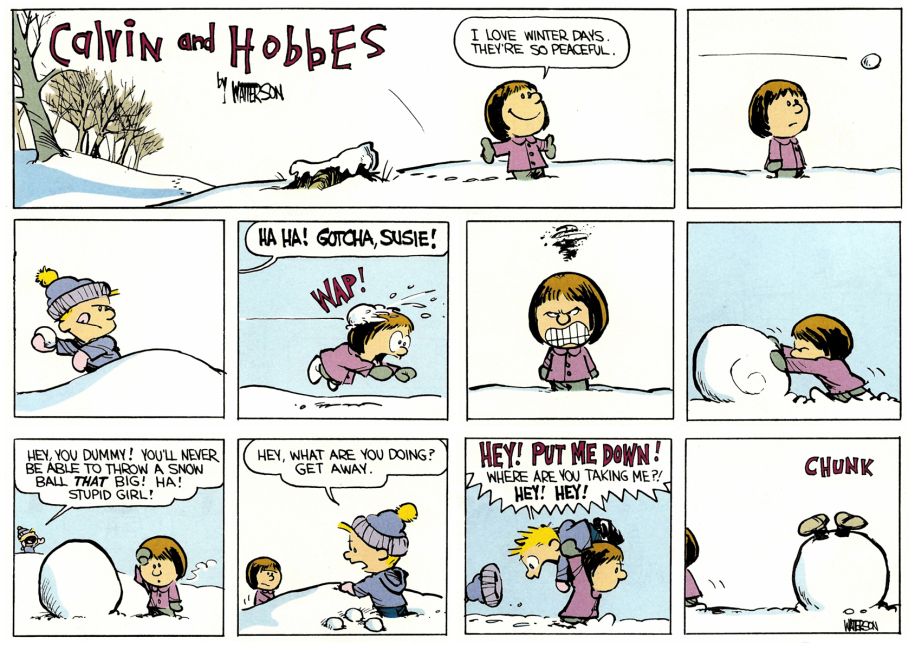 Calvin and HobbEs
by WATTERSON
I LOVE WINTER DAYS.
THEY'RE SO PEACEFUL.
HA HA! GOTCHA, SUSIE!
WAP!
HEY, YOU DUMMY! YOU'LL NEVER
BE ABLE TO THROW A SNOW
BALL THAT BIG! HA!
STUPID GIRL!
HEY, WHAT ARE YOU DOING?
GET AWAY.
HEY! PUT ME DOWN!
WHERE ARE YOU TAKING ME?!
HEY! HEY!
CHUNK
WATTERSON